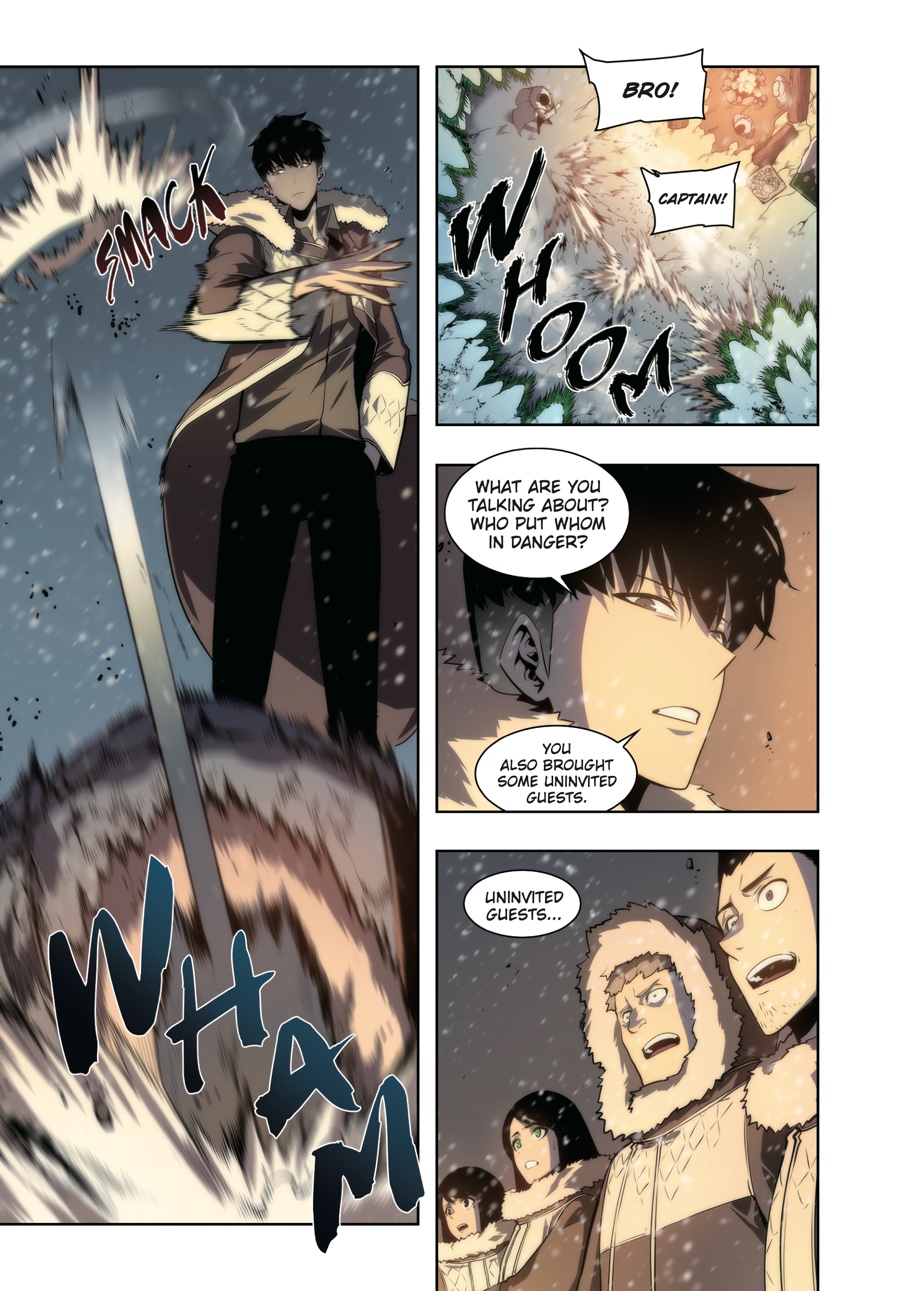 SMACK
WHAM
BRO!
CAPTAIN!
WHOOM
WHAT ARE YOU
TALKING ABOUT?
WHO PUT WHOM
IN DANGER?
YOU
ALSO BROUGHT
SOME UNINVITED
GUESTS.
UNINVITED
GUESTS...